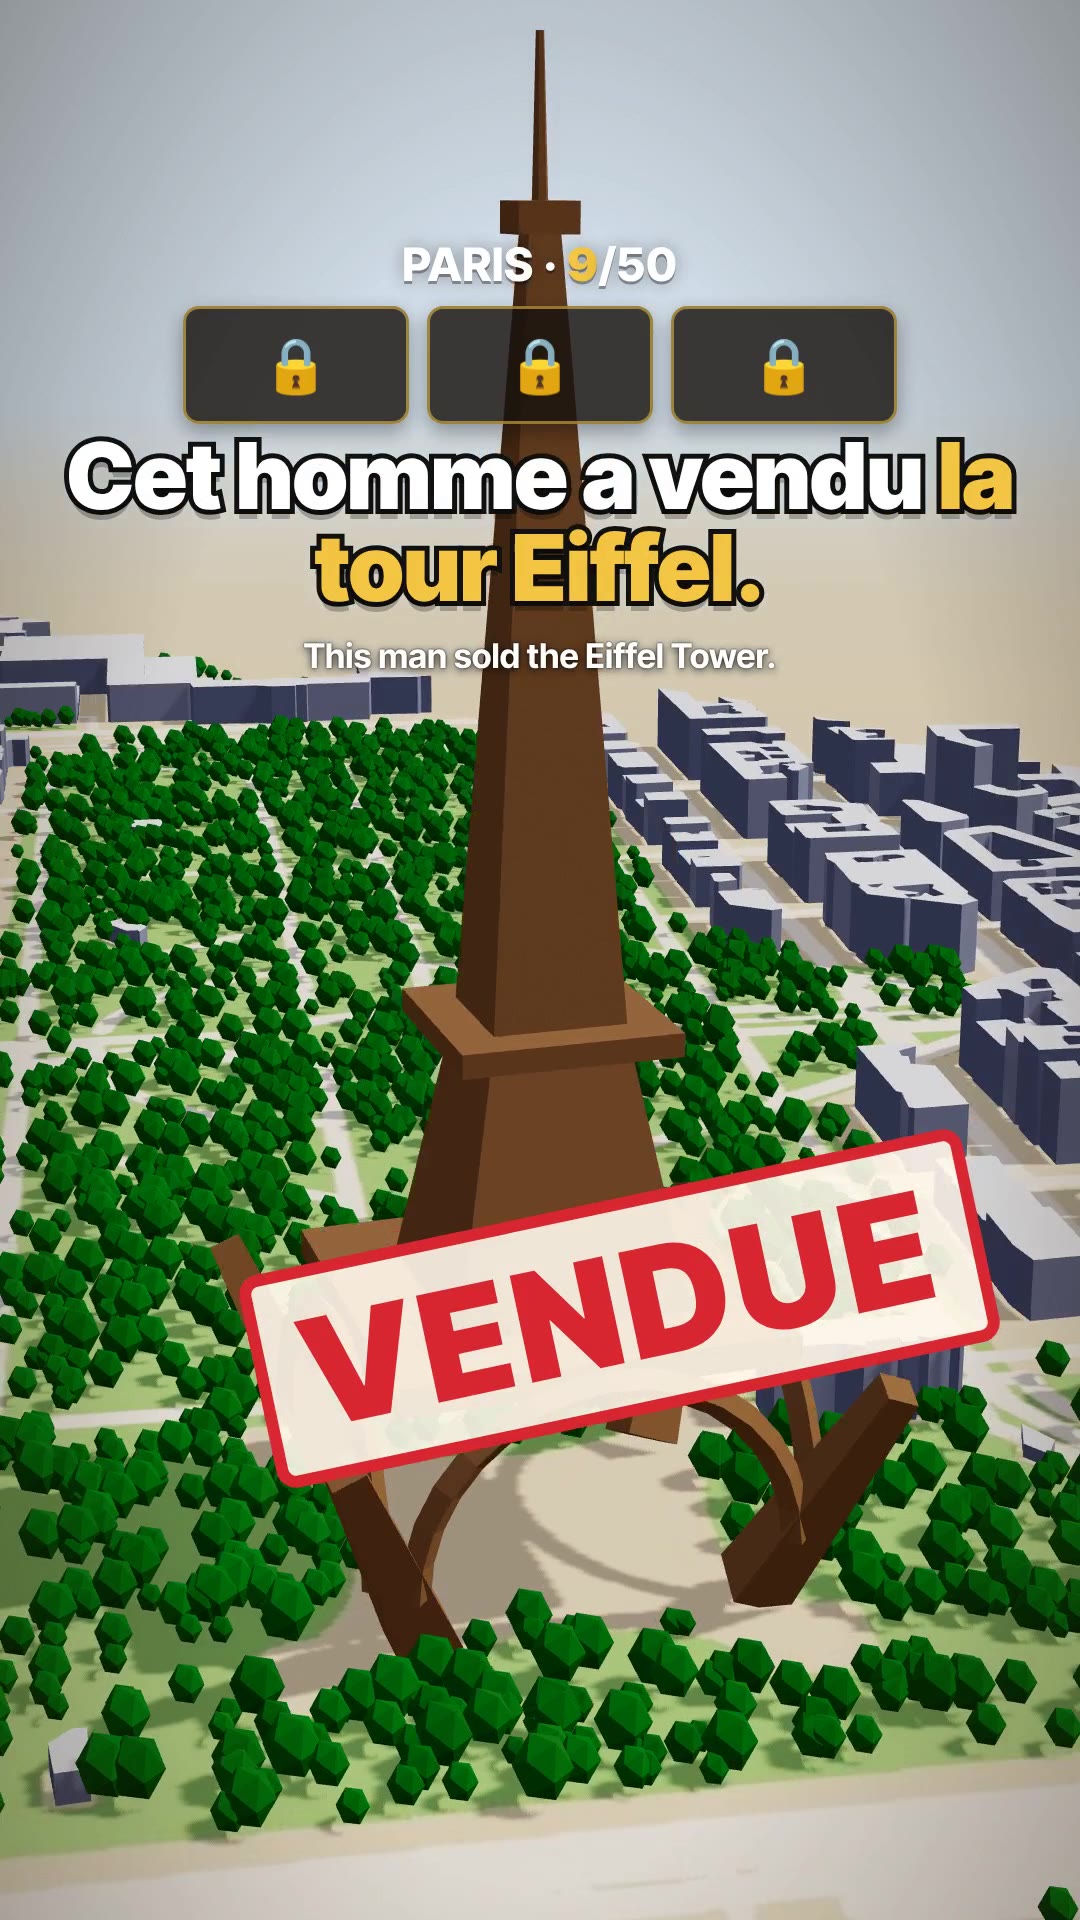 PARIS · 9/50
Cet homme a vendu la
tour Eiffel.
This man sold the Eiffel Tower.
VENDUE